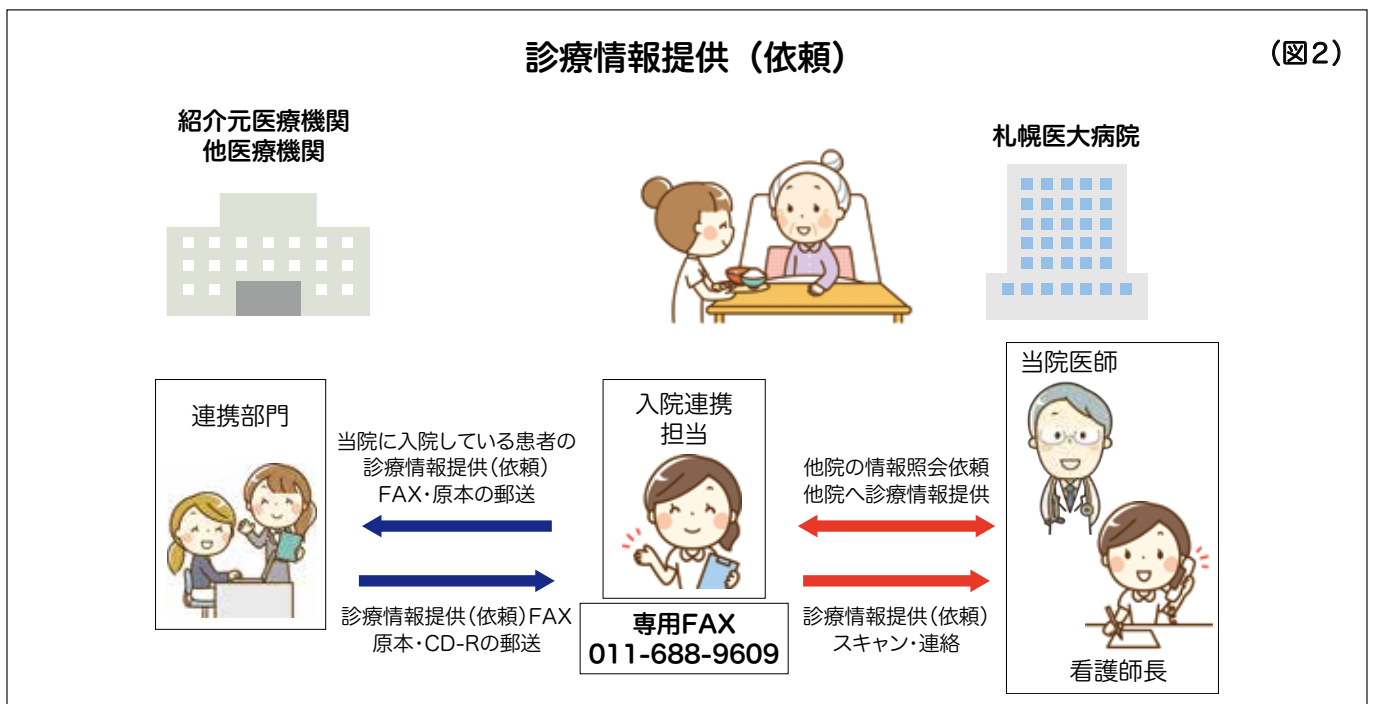 診療情報提供（依頼）
（図2）
紹介元医療機関
他医療機関
札幌医大病院
連携部門
当院に入院している患者の
診療情報提供（依頼）
FAX・原本の郵送
診療情報提供（依頼）FAX
原本・CD-Rの郵送
入院連携
担当
専用FAX
011-688-9609
他院の情報照会依頼
他院へ診療情報提供
診療情報提供（依頼）
スキャン・連絡
当院医師
看護師長